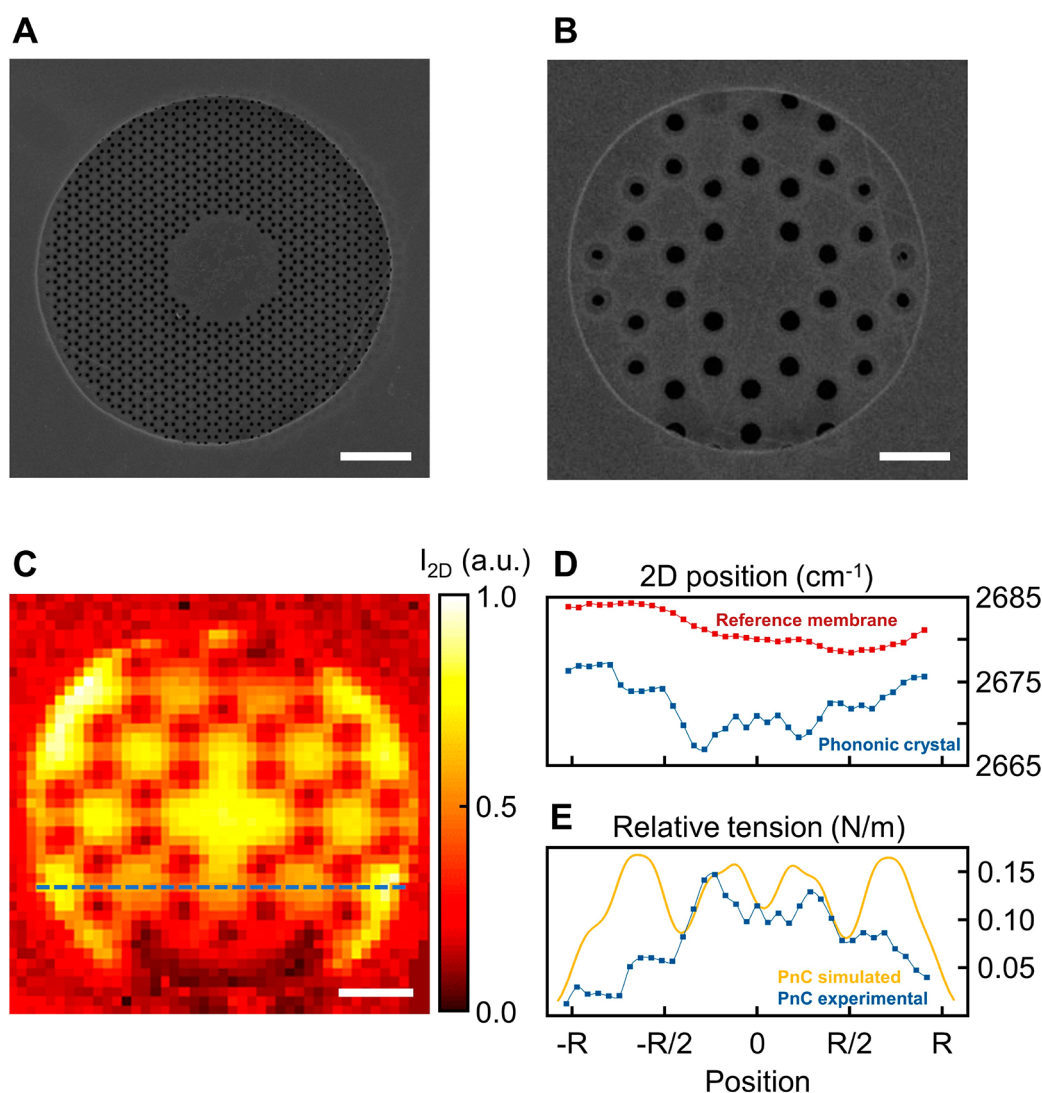 A
B
C
I2D (a.u.)
1.0
0.5
0.0
D
2D position (cm-1)
Reference membrane
Phononic crystal
2685
2675
2665
E
Relative tension (N/m)
0.15
0.10
0.05
PnC simulated
PnC experimental
-R
-R/2
0
R/2
R
Position